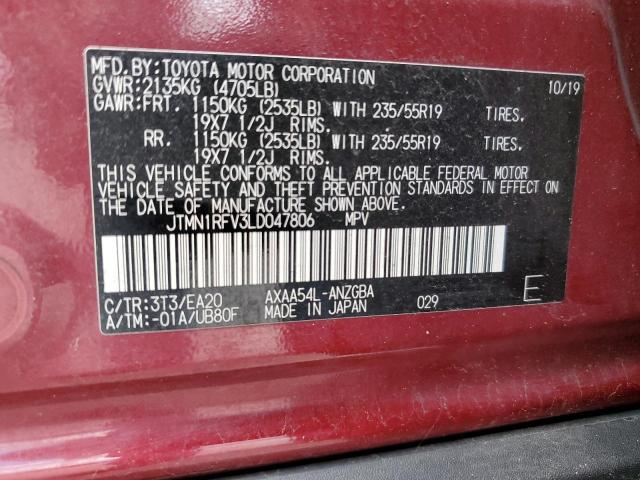 MFD.BY:TOYOTA MOTOR CORPORATION 10/19
GVWR:2135KG (4705LB)
GAWR:FRT. 1150KG (2535LB) WITH 235/55R19 TIRES.
19X7 1/2J RIMS.
RR. 1150KG (2535LB) WITH 235/55R19 TIRES.
19X7 1/2J RIMS.
THIS VEHICLE CONFORMS TO ALL APPLICABLE FEDERAL MOTOR
VEHICLE SAFETY AND THEFT PREVENTION STANDARDS IN EFFECT ON
THE DATE OF MANUFACTURE SHOWN ABOVE.
JTMN1RFV3LD047806 MPV
C/TR:3T3/EA20 AXAA54L-ANZGBA
A/TM:-01A/UB80F MADE IN JAPAN 029 E